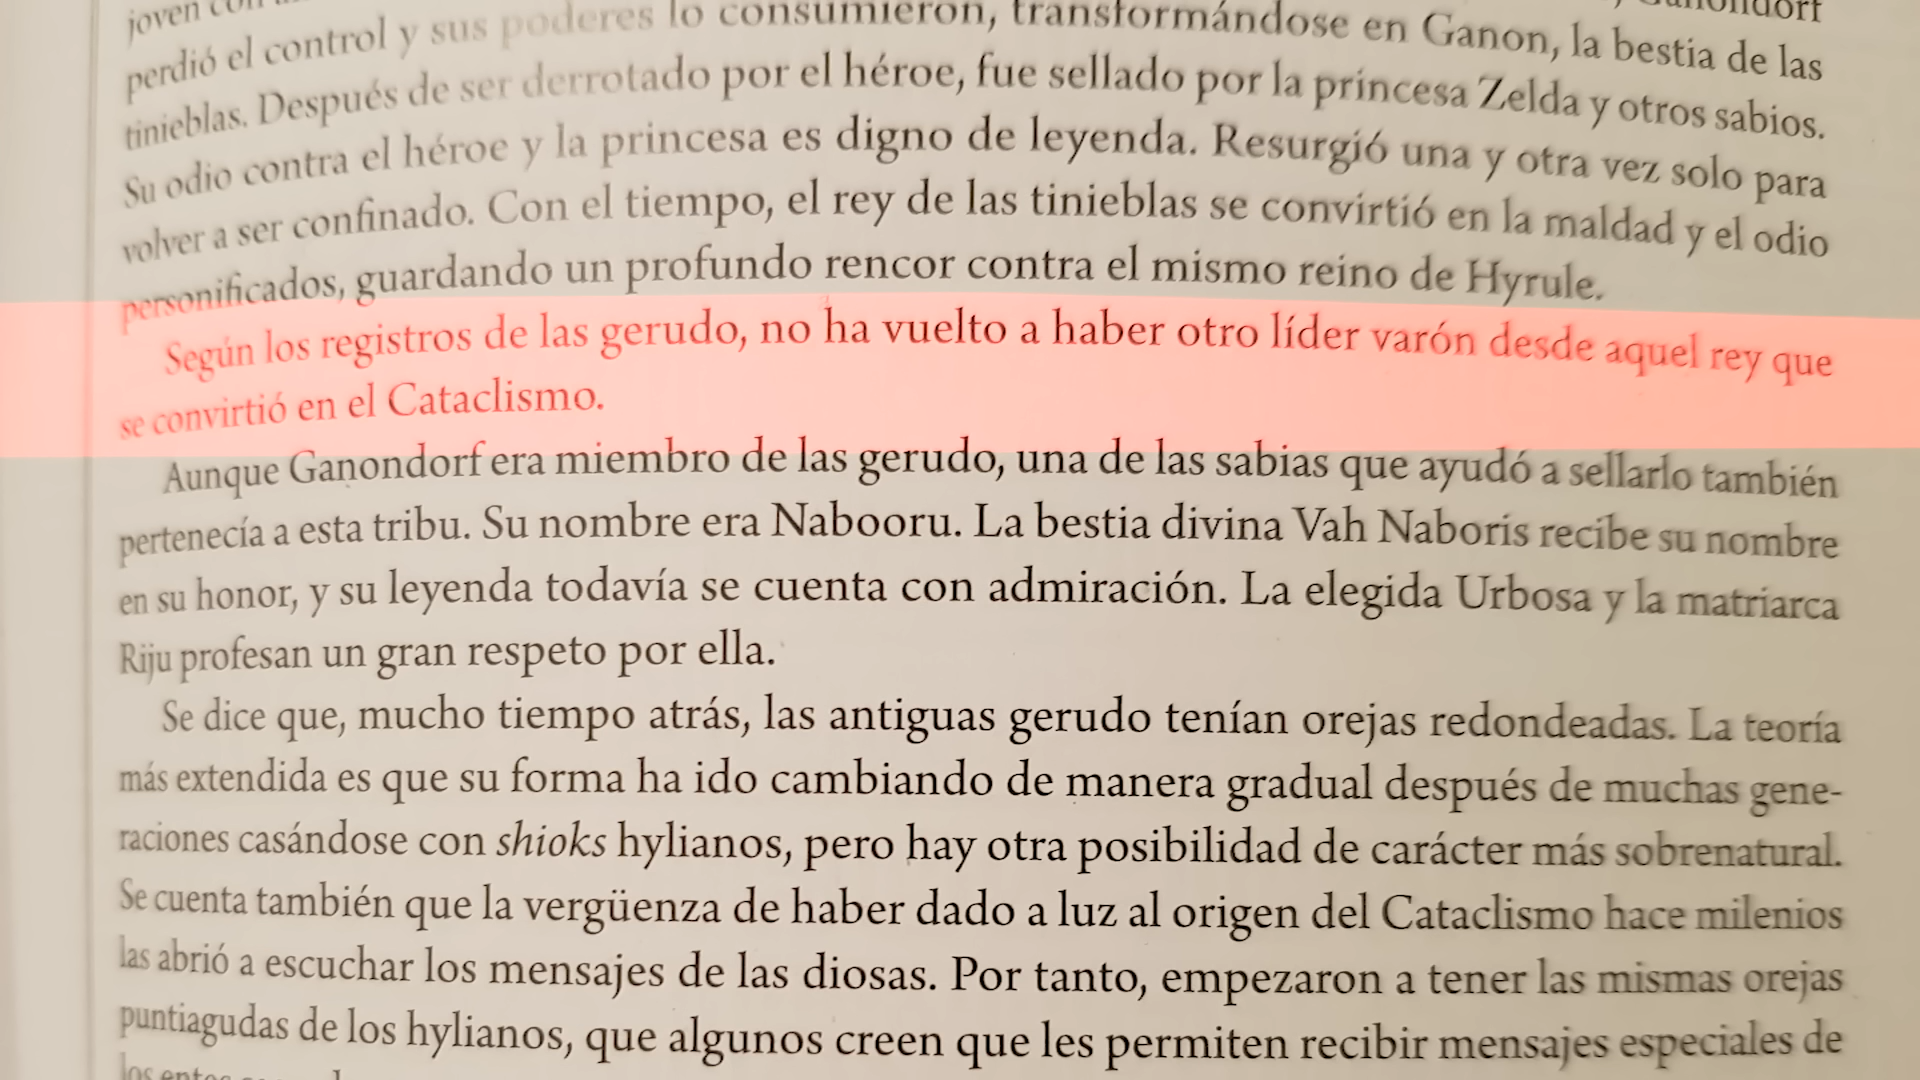 joven
perdió el control y sus poderes lo consumieron, transformándose en Ganon, la bestia de las
tinieblas. Después de ser derrotado por el héroe, fue sellado por la princesa Zelda y otros sabios.
Su odio contra el héroe y la princesa es digno de leyenda. Resurgió una y otra vez solo para
volver a ser confinado. Con el tiempo, el rey de las tinieblas se convirtió en la maldad y el odio
personificados, guardando un profundo rencor contra el mismo reino de Hyrule.
Según los registros de las gerudo, no ha vuelto a haber otro líder varón desde aquel rey que
se convirtió en el Cataclismo.
Aunque Ganondorf era miembro de las gerudo, una de las sabias que ayudó a sellarlo también
pertenecía a esta tribu. Su nombre era Nabooru. La bestia divina Vah Naboris recibe su nombre
en su honor, y su leyenda todavía se cuenta con admiración. La elegida Urbosa y la matriarca
Riju profesan un gran respeto por ella.
Se dice que, mucho tiempo atrás, las antiguas gerudo tenían orejas redondeadas. La teoría
más extendida es que su forma ha ido cambiando de manera gradual después de muchas gene-
raciones casándose con shioks hylianos, pero hay otra posibilidad de carácter más sobrenatural.
Se cuenta también que la vergüenza de haber dado a luz al origen del Cataclismo hace milenios
las abrió a escuchar los mensajes de las diosas. Por tanto, empezaron a tener las mismas orejas
puntiagudas de los hylianos, que algunos creen que les permiten recibir mensajes especiales de